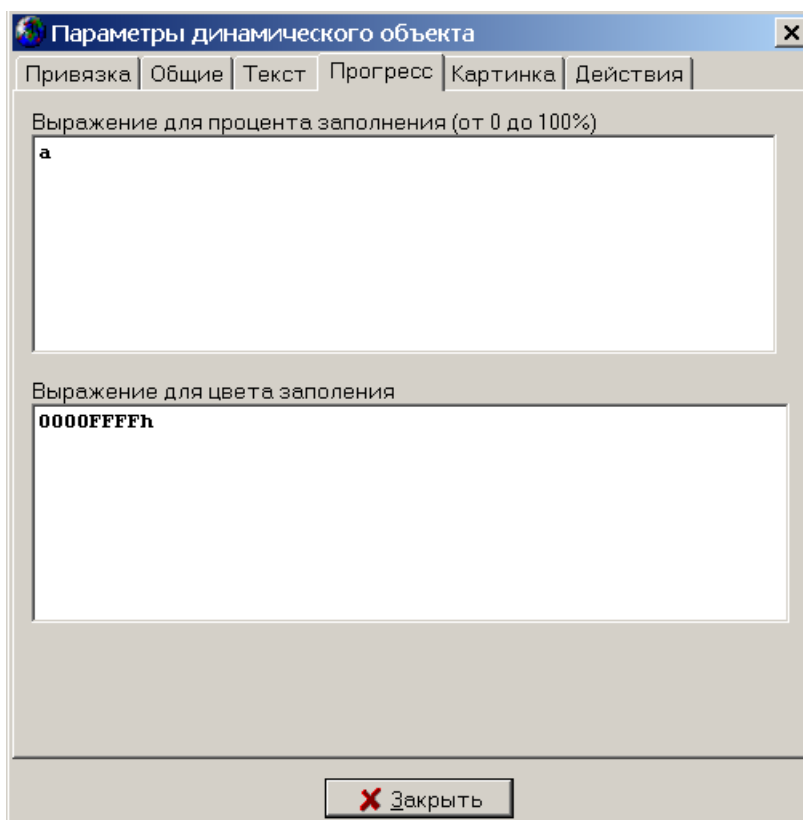 Параметры динамического объекта
Привязка Общие Текст Прогресс Картинка Действия
Выражение для процента заполнения (от 0 до 100%)
a
Выражение для цвета заполения
0000FFFFh
Закрыть